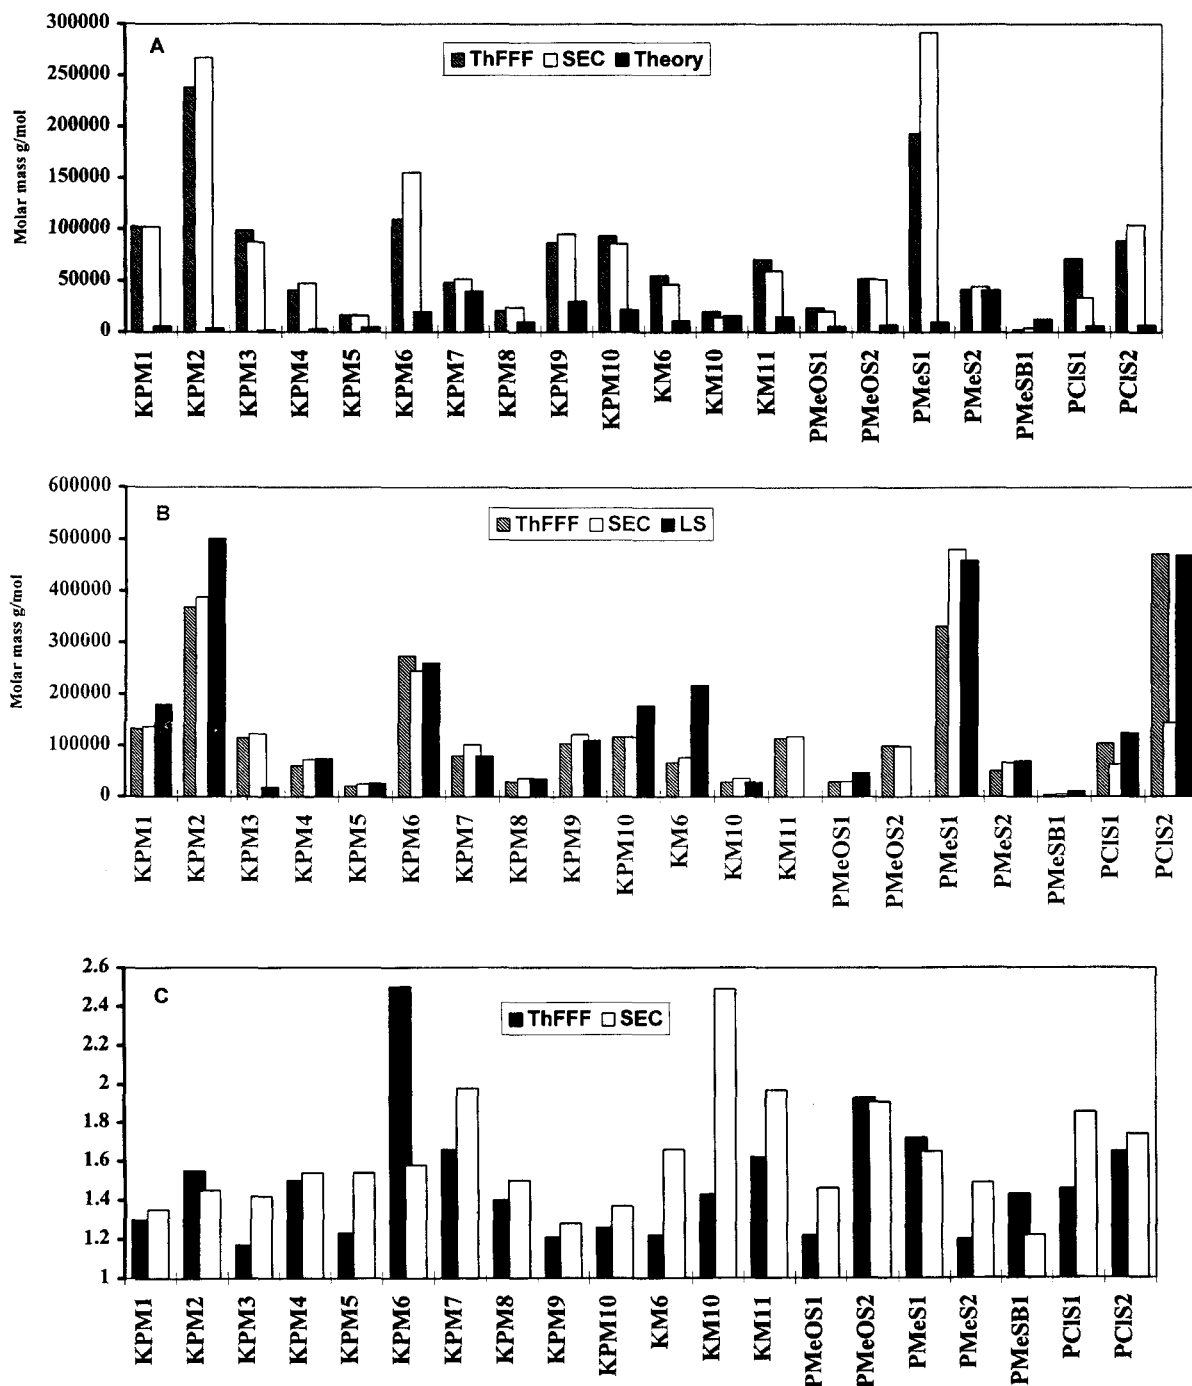 A
ThFFF SEC Theory
Molar mass g/mol
300000
250000
200000
150000
100000
50000
0
KPM1 KPM2 KPM3 KPM4 KPM5 KPM6 KPM7 KPM8 KPM9 KPM10 KM6 KM10 KM11 PMeOS1 PMeOS2 PMeS1 PMeS2 PMeSB1 PClS1 PClS2
B
ThFFF SEC LS
Molar mass g/mol
600000
500000
400000
300000
200000
100000
0
KPM1 KPM2 KPM3 KPM4 KPM5 KPM6 KPM7 KPM8 KPM9 KPM10 KM6 KM10 KM11 PMeOS1 PMeOS2 PMeS1 PMeS2 PMeSB1 PClS1 PClS2
C
ThFFF SEC
2.6
2.4
2.2
2
1.8
1.6
1.4
1.2
1
KPM1 KPM2 KPM3 KPM4 KPM5 KPM6 KPM7 KPM8 KPM9 KPM10 KM6 KM10 KM11 PMeOS1 PMeOS2 PMeS1 PMeS2 PMeSB1 PClS1 PClS2